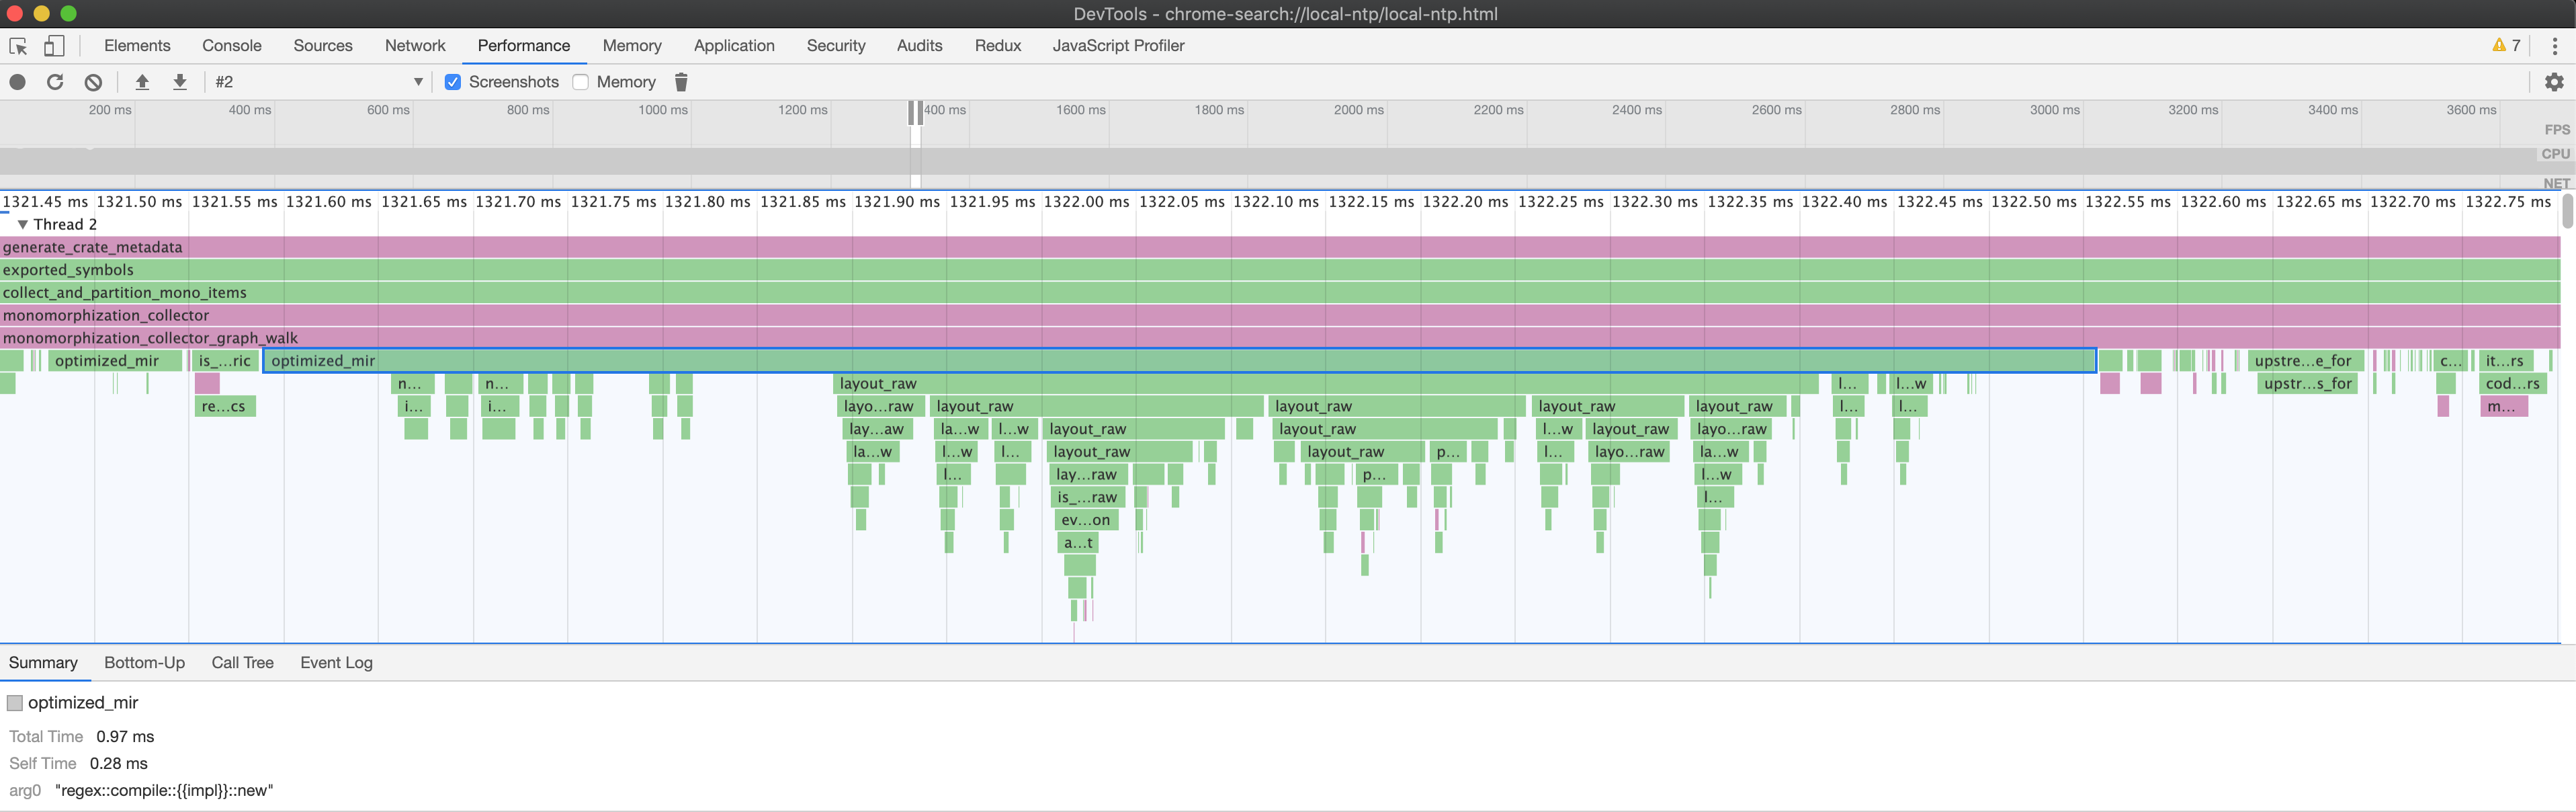 DevTools - chrome-search://local-ntp/local-ntp.html
Elements Console Sources Network Performance Memory Application Security Audits Redux JavaScript Profiler 7
#2 Screenshots Memory
200 ms 400 ms 600 ms 800 ms 1000 ms 1200 ms 400 ms 1600 ms 1800 ms 2000 ms 2200 ms 2400 ms 2600 ms 2800 ms 3000 ms 3200 ms 3400 ms 3600 ms
FPS
CPU
NET
1321.45 ms 1321.50 ms 1321.55 ms 1321.60 ms 1321.65 ms 1321.70 ms 1321.75 ms 1321.80 ms 1321.85 ms 1321.90 ms 1321.95 ms 1322.00 ms 1322.05 ms 1322.10 ms 1322.15 ms 1322.20 ms 1322.25 ms 1322.30 ms 1322.35 ms 1322.40 ms 1322.45 ms 1322.50 ms 1322.55 ms 1322.60 ms 1322.65 ms 1322.70 ms 1322.75 ms
Thread 2
generate_crate_metadata
exported_symbols
collect_and_partition_mono_items
monomorphization_collector
monomorphization_collector_graph_walk
optimized_mir is_...ric optimized_mir upstre...e_for c... it...rs
n... n... layout_raw l... l...w upstr...s_for cod...rs
re...cs i... i... layo...raw layout_raw layout_raw layout_raw layout_raw l... l... m...
lay...aw la...w l...w layout_raw layout_raw l...w layout_raw layo...raw
la...w l...w l... layout_raw layout_raw p... l... layo...raw la...w
l... lay...raw p... l...w
is_...raw l...
ev...on
a...t
Summary Bottom-Up Call Tree Event Log
optimized_mir
Total Time 0.97 ms
Self Time 0.28 ms
arg0 "regex::compile::{{impl}}::new"